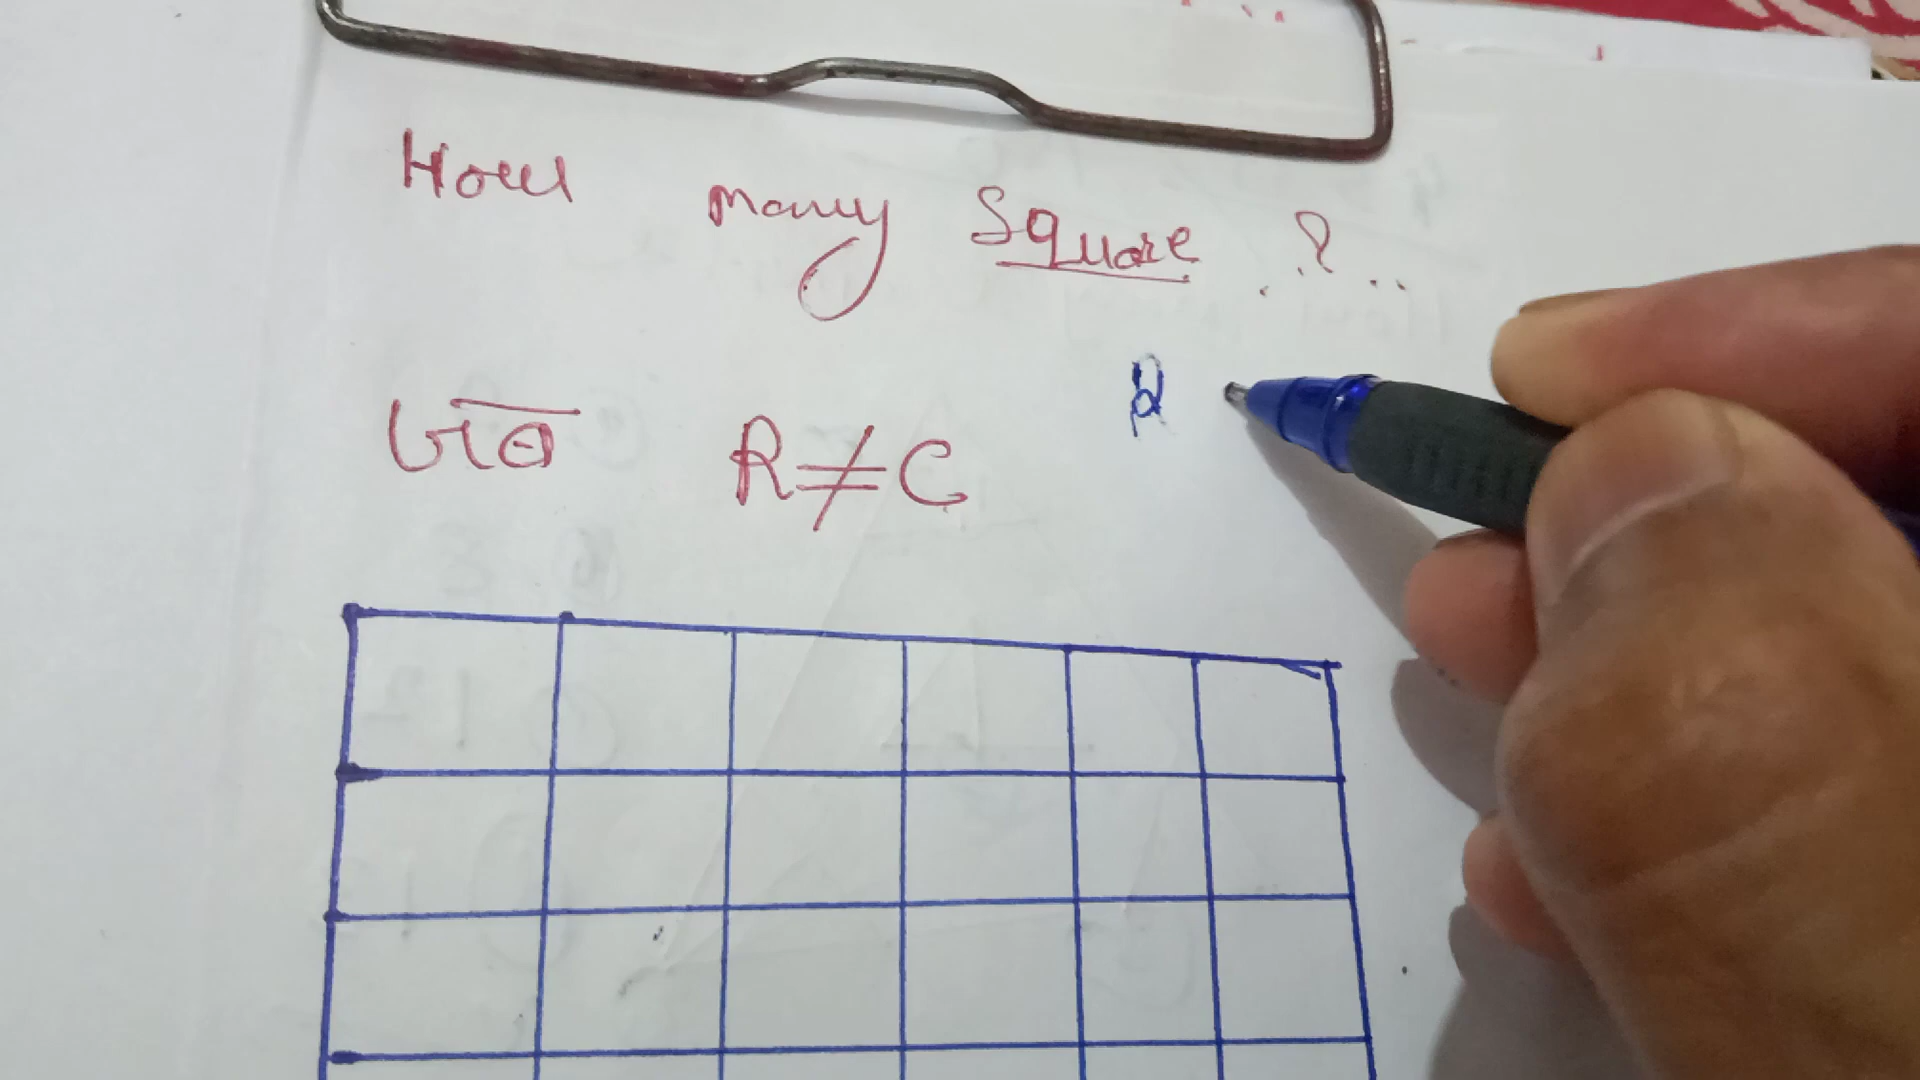 How many Square ?
जब R≠C
R